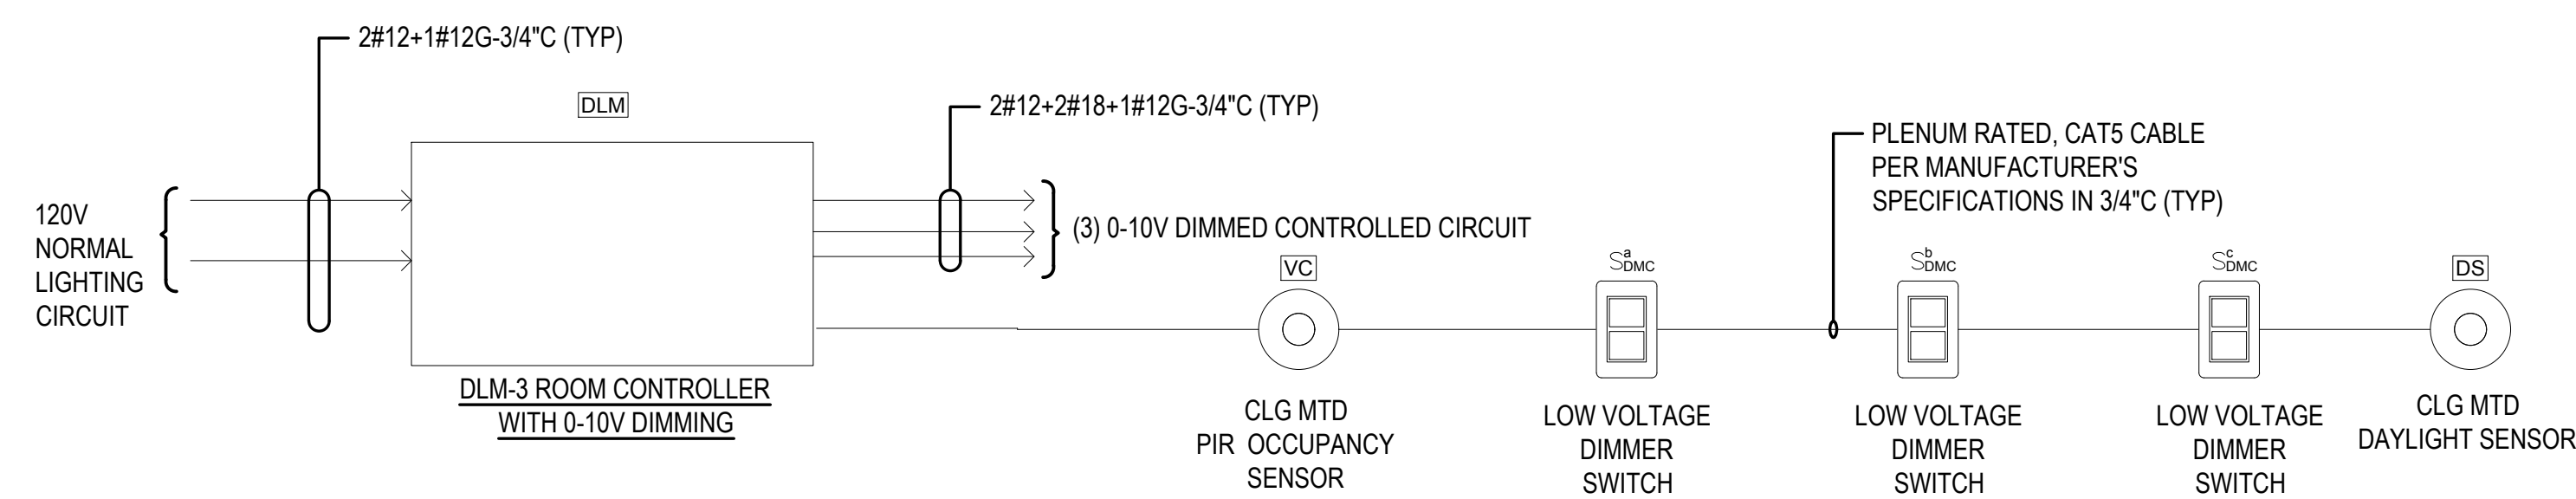 2#12+1#12G-3/4"C (TYP)
DLM
2#12+2#18+1#12G-3/4"C (TYP)
PLENUM RATED, CAT5 CABLE
PER MANUFACTURER'S
SPECIFICATIONS IN 3/4"C (TYP)
120V
NORMAL
LIGHTING
CIRCUIT
(3) 0-10V DIMMED CONTROLLED CIRCUIT
DLM-3 ROOM CONTROLLER
WITH 0-10V DIMMING
VC
CLG MTD
PIR OCCUPANCY
SENSOR
S a DMC
LOW VOLTAGE
DIMMER
SWITCH
S b DMC
LOW VOLTAGE
DIMMER
SWITCH
S c DMC
LOW VOLTAGE
DIMMER
SWITCH
DS
CLG MTD
DAYLIGHT SENSOR